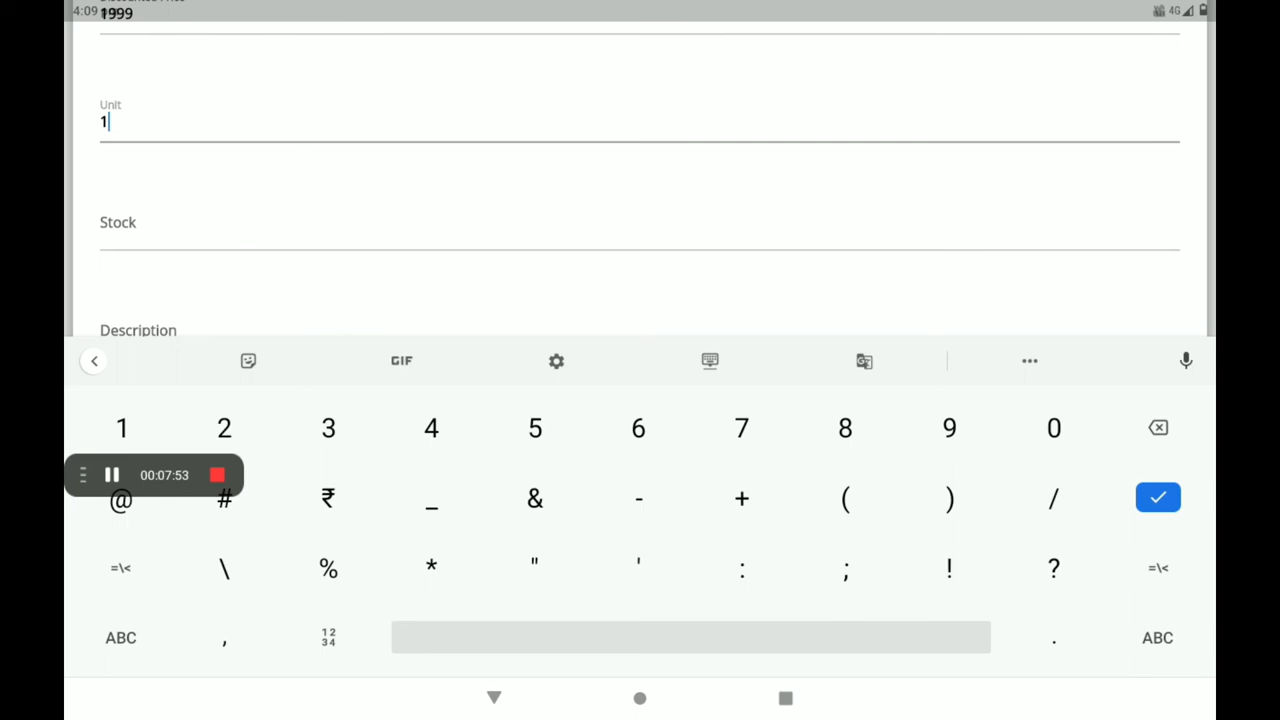 4:09
1999
4G
Unit
1
Stock
Description
GIF
1 2 3 4 5 6 7 8 9 0
00:07:53
@ # ₹ _ & - + ( ) /
=\< \ % * " ' : ; ! ? =\<
ABC , 12 34 . ABC